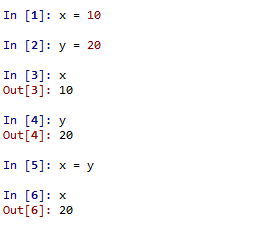 In [1]: x = 10
In [2]: y = 20
In [3]: x
Out[3]: 10
In [4]: y
Out[4]: 20
In [5]: x = y
In [6]: x
Out[6]: 20